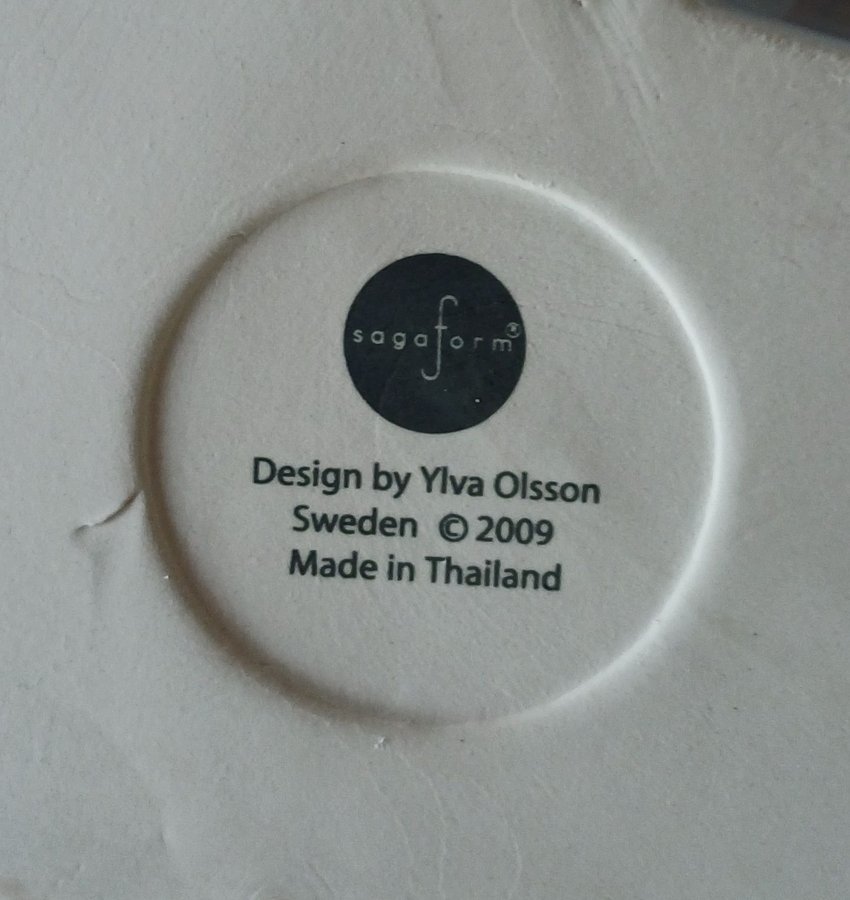 sagaform®
Design by Ylva Olsson
Sweden © 2009
Made in Thailand